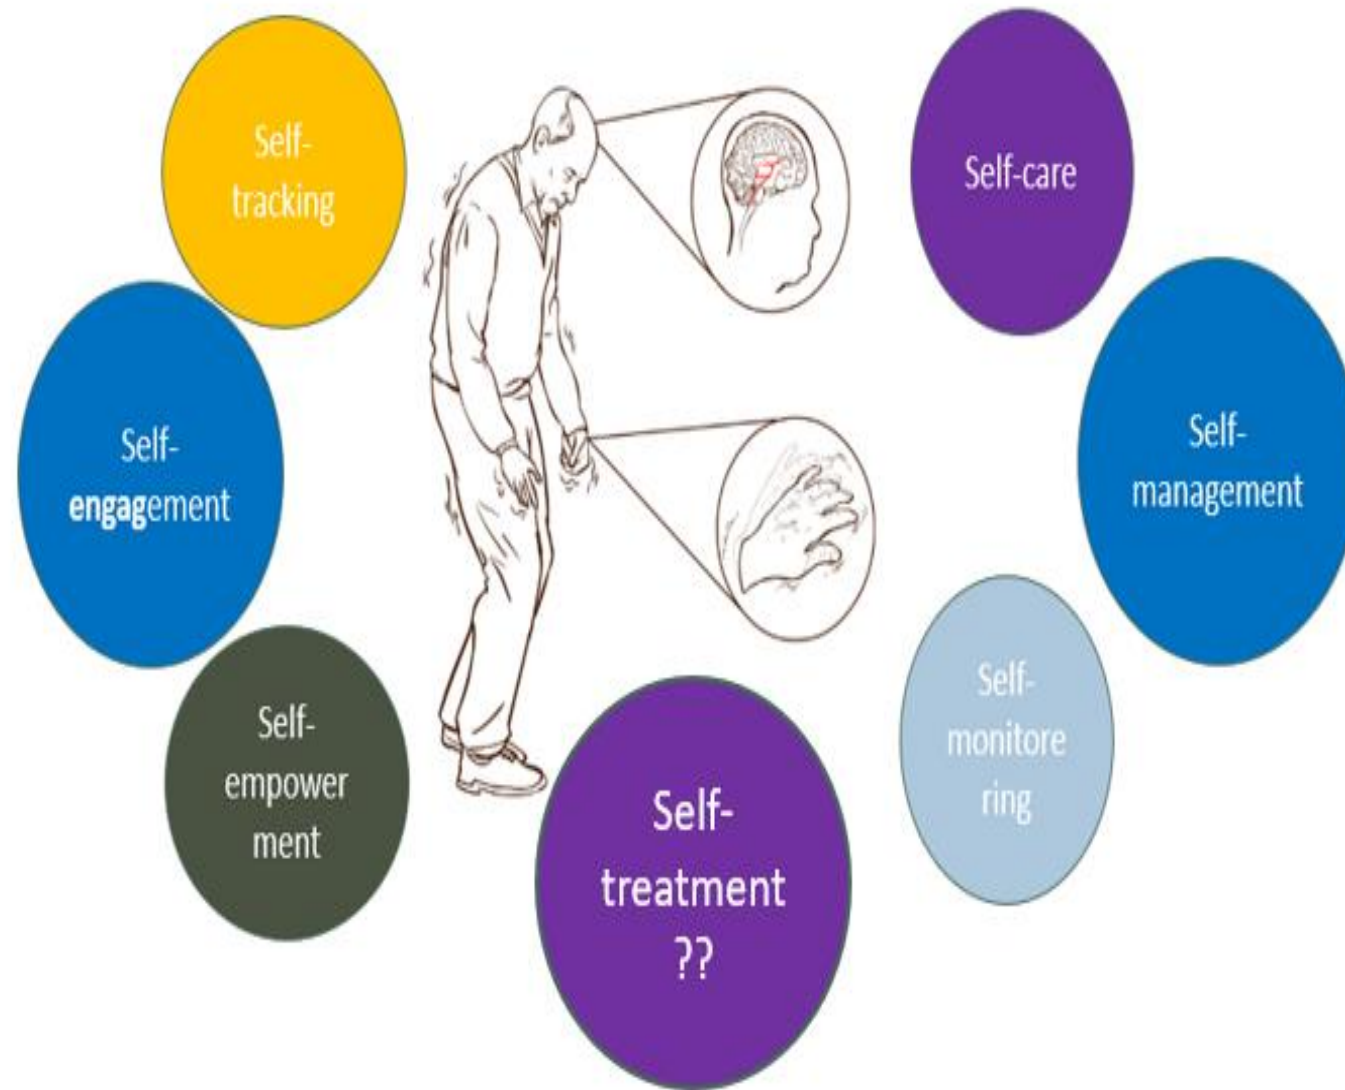 Self-
tracking
Self-care
Self-
engagement
Self-
management
Self-
empower
ment
Self-
monitore
ring
Self-
treatment
??